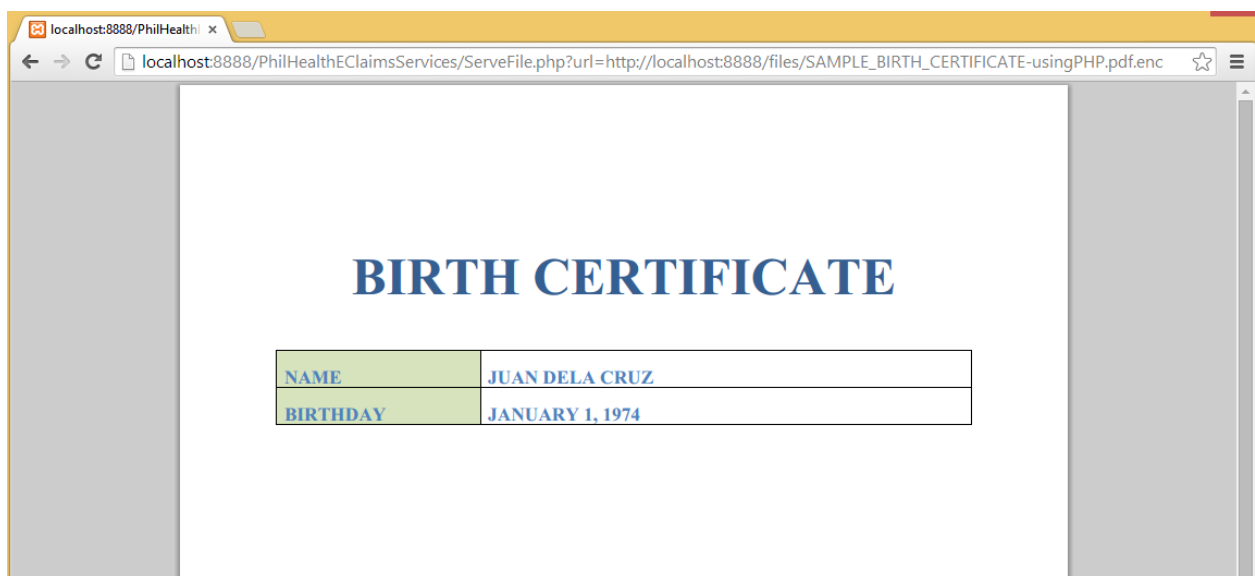 localhost:8888/PhilHealth
localhost:8888/PhilHealthEClaimsServices/ServeFile.php?url=http://localhost:8888/files/SAMPLE_BIRTH_CERTIFICATE-usingPHP.pdf.enc
BIRTH CERTIFICATE
NAME JUAN DELA CRUZ
BIRTHDAY JANUARY 1, 1974